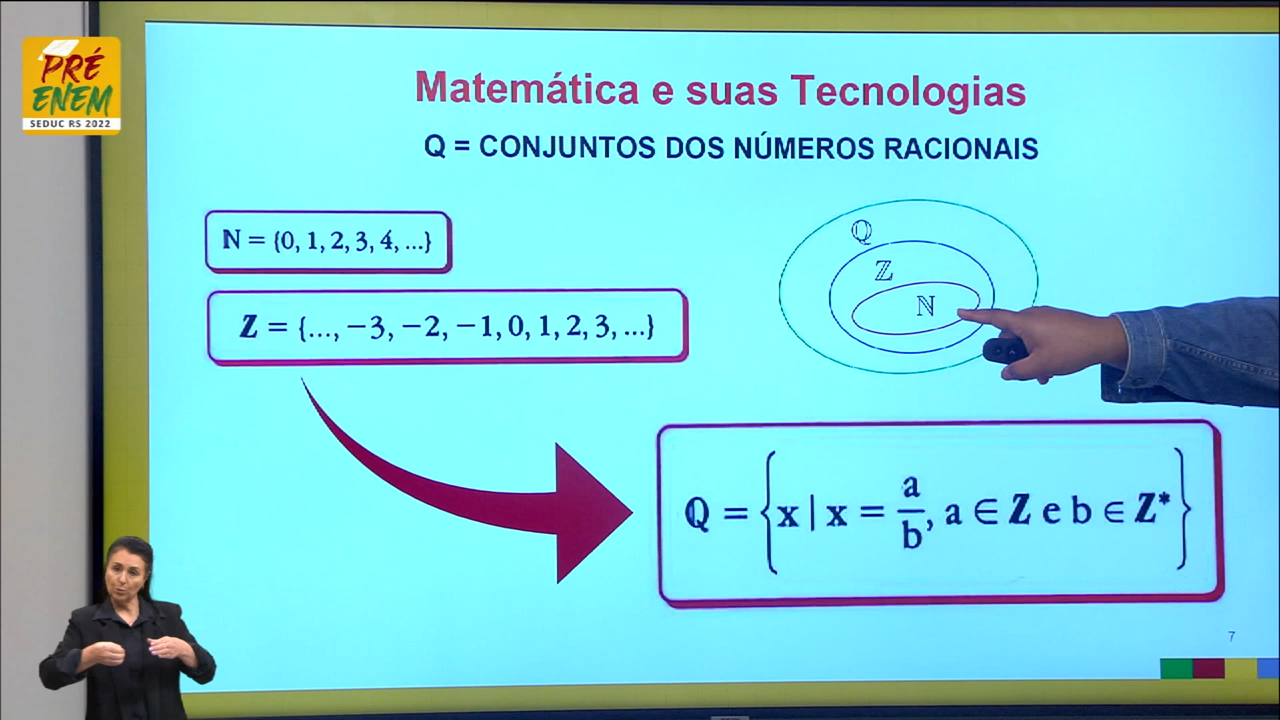 PRÉ
ENEM
SEDUC RS 2022
Matemática e suas Tecnologias
Q = CONJUNTOS DOS NÚMEROS RACIONAIS
N = {0, 1, 2, 3, 4, ...}
Z = {..., −3, −2, −1, 0, 1, 2, 3, ...}
ℚ
ℤ
ℕ
Q = {x | x = a/b, a ∈ Z e b ∈ Z*}
7